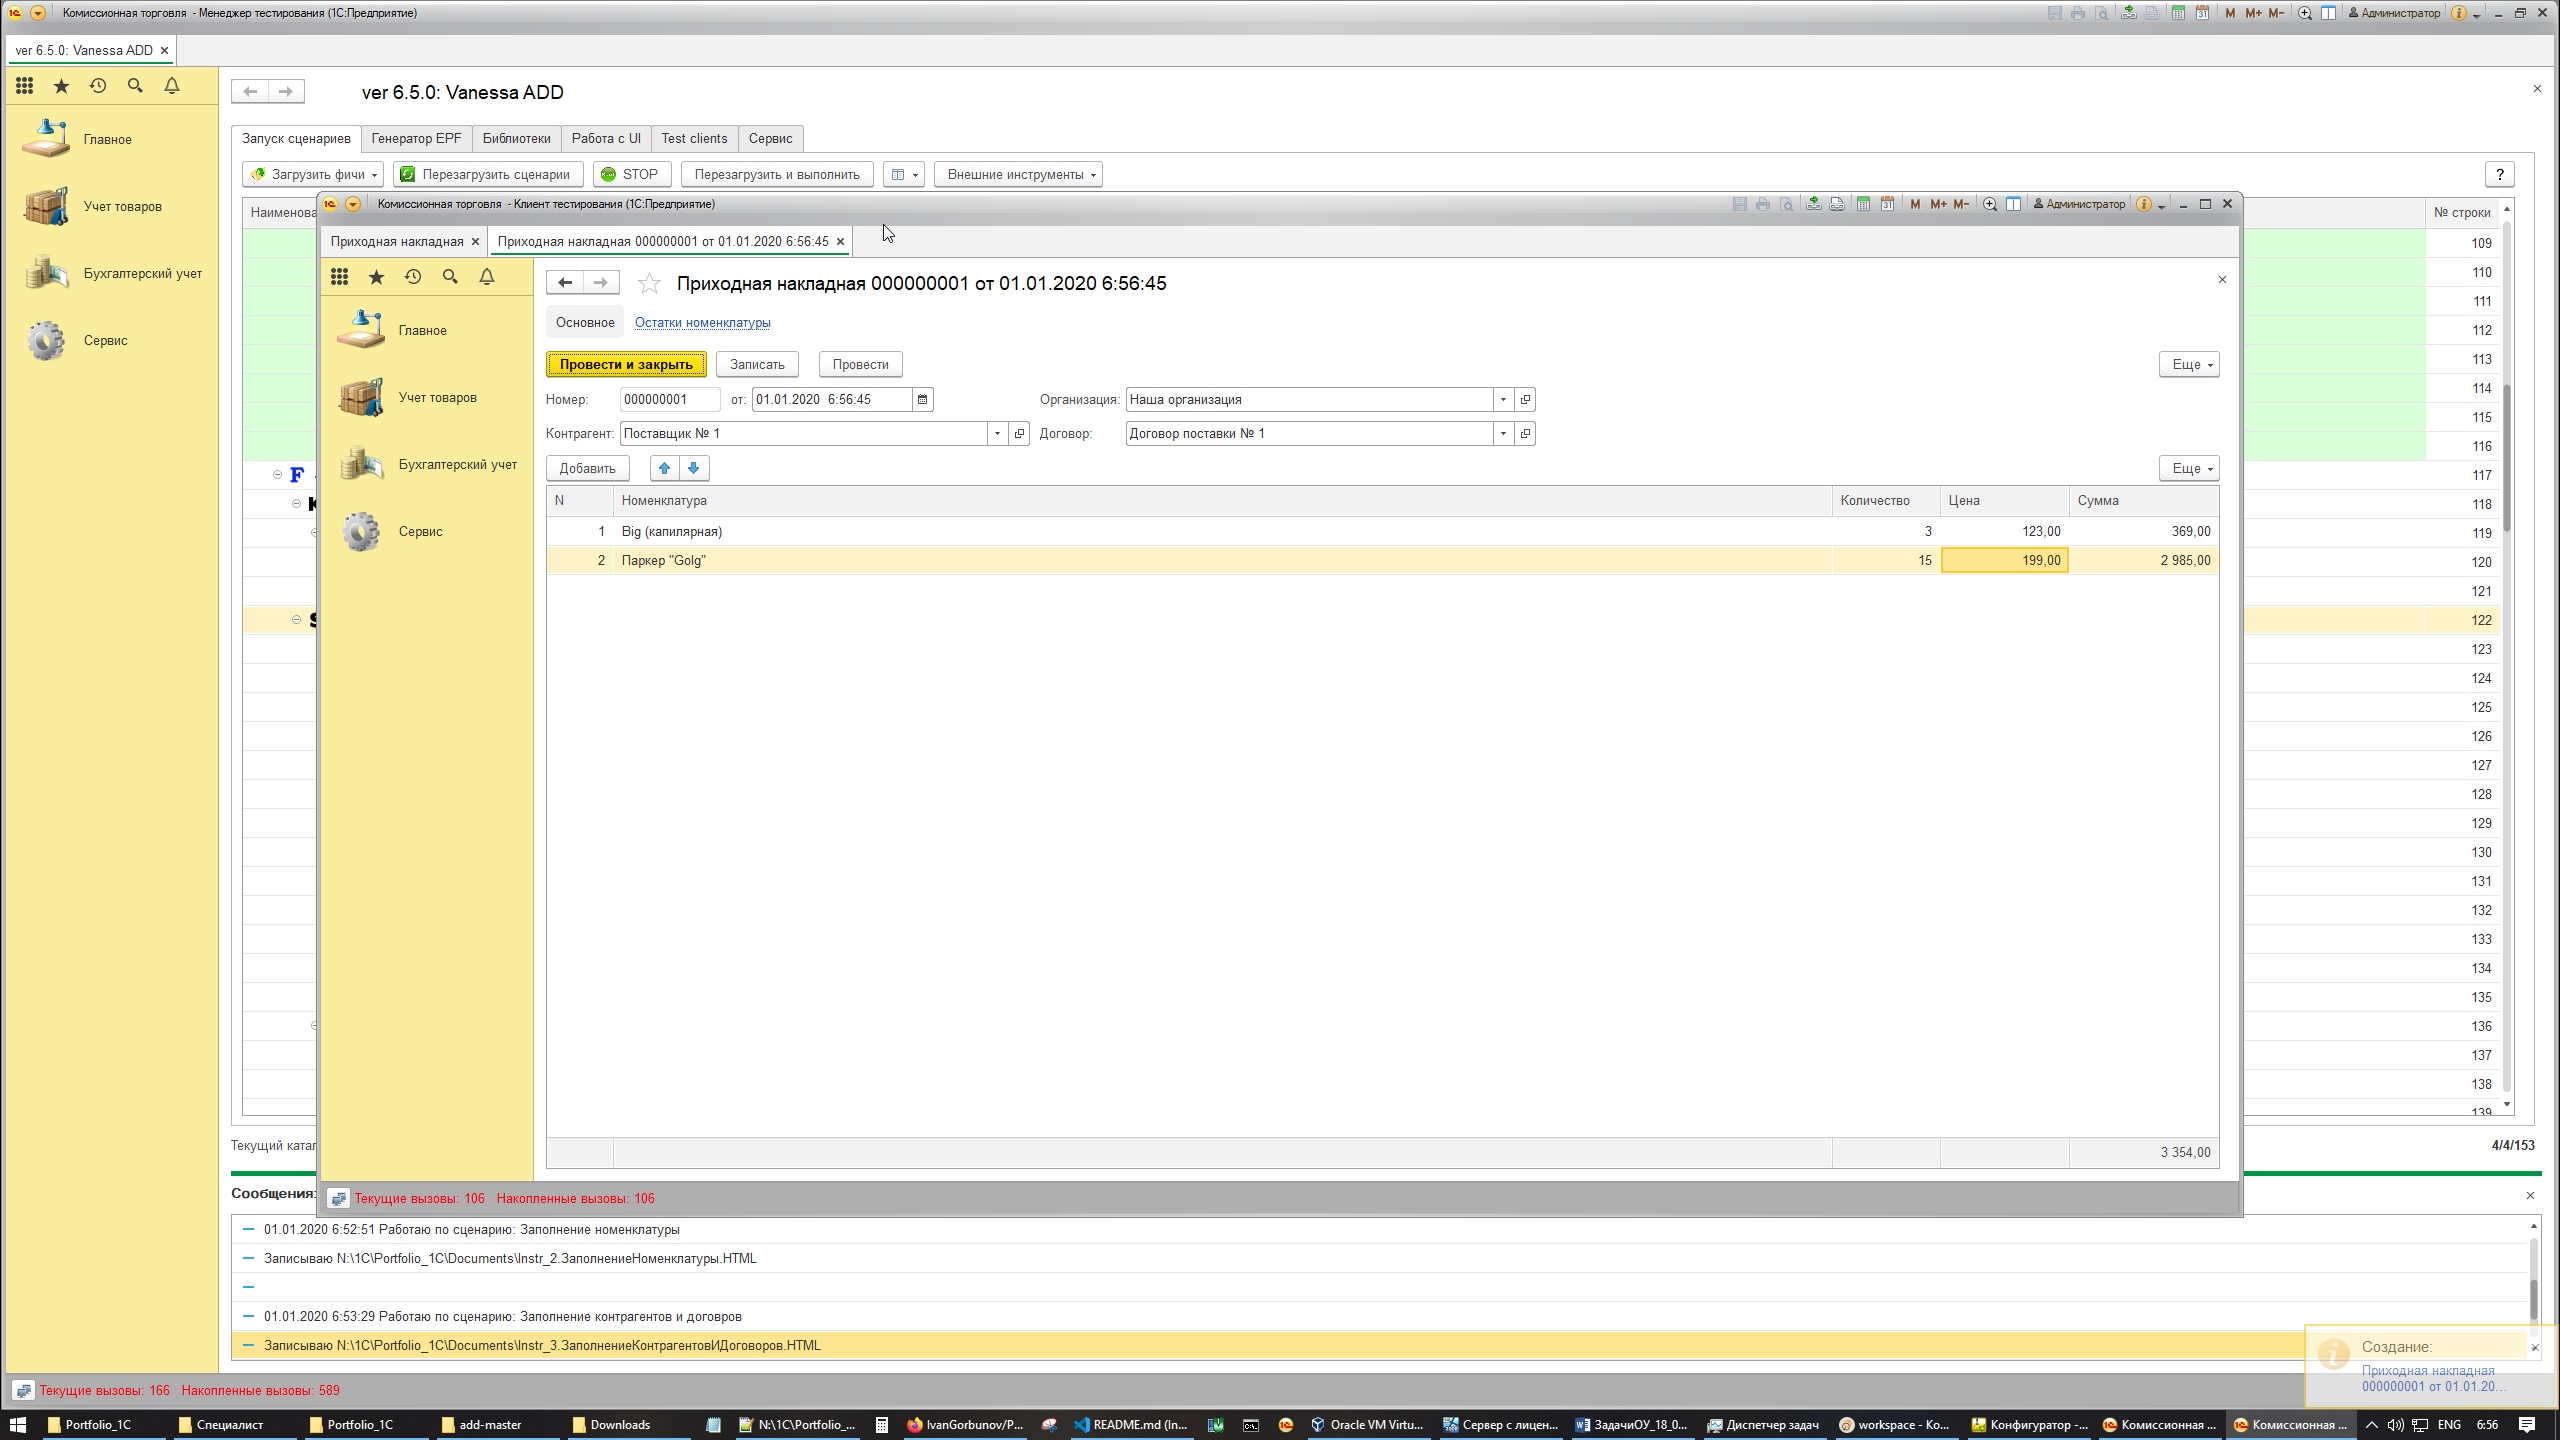 Комиссионная торговля - Менеджер тестирования (1С:Предприятие)
M M+ M- Администратор
ver 6.5.0: Vanessa ADD
ver 6.5.0: Vanessa ADD
Главное
Учет товаров
Бухгалтерский учет
Сервис
Запуск сценариев Генератор EPF Библиотеки Работа с UI Test clients Сервис
Загрузить фичи Перезагрузить сценарии STOP Перезагрузить и выполнить Внешние инструменты ?
№ строки
109
110
111
112
113
114
115
116
117
118
119
120
121
122
123
124
125
126
127
128
129
130
131
132
133
134
135
136
137
138
139
F
Комиссионная торговля - Клиент тестирования (1С:Предприятие)
M M+ M- Администратор
Приходная накладная Приходная накладная 000000001 от 01.01.2020 6:56:45
Главное
Учет товаров
Бухгалтерский учет
Сервис
Приходная накладная 000000001 от 01.01.2020 6:56:45
Основное Остатки номенклатуры
Провести и закрыть Записать Провести Еще
Номер: 000000001 от: 01.01.2020 6:56:45 Организация: Наша организация
Контрагент: Поставщик № 1 Договор: Договор поставки № 1
Добавить Еще
N Номенклатура Количество Цена Сумма
1 Big (капилярная) 3 123,00 369,00
2 Паркер "Golg" 15 199,00 2 985,00
3 354,00
Текущие вызовы: 106 Накопленные вызовы: 106
Текущий 4/4/153
Сообщения:
01.01.2020 6:52:51 Работаю по сценарию: Заполнение номенклатуры
Записываю N:\1C\Portfolio_1C\Documents\Instr_2.ЗаполнениеНоменклатуры.HTML
01.01.2020 6:53:29 Работаю по сценарию: Заполнение контрагентов и договров
Записываю N:\1C\Portfolio_1C\Documents\Instr_3.ЗаполнениеКонтрагентовИДоговоров.HTML
Создание:
Приходная накладная
000000001 от 01.01.20...
Текущие вызовы: 166 Накопленные вызовы: 589
Portfolio_1C Специалист Portfolio_1C add-master Downloads N:\1C\Portfolio_... IvanGorbunov/P... README.md (In... Oracle VM Virtu... Сервер с лицен... ЗадачиОУ_18_0... Диспетчер задач workspace - Ко... Конфигуратор -... Комиссионная ... Комиссионная ... ENG 6:56